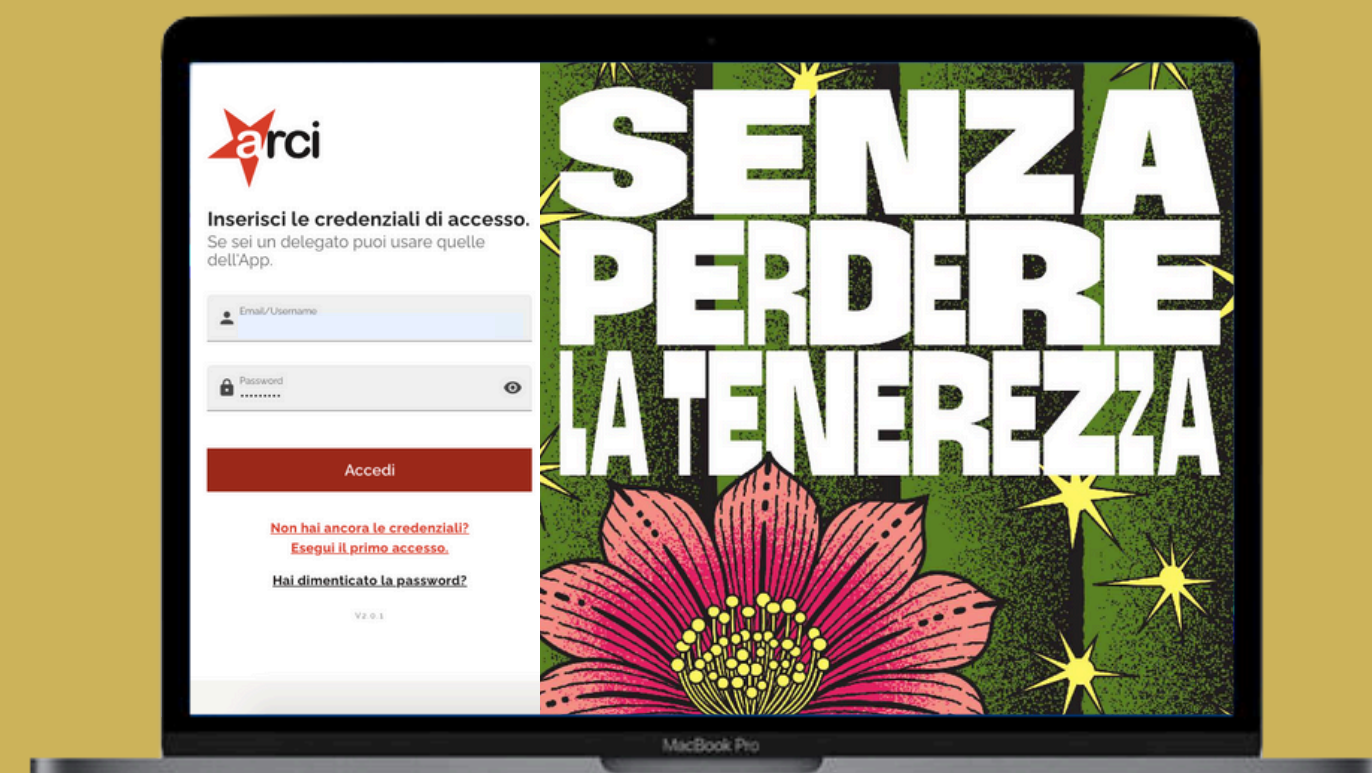 arci
Inserisci le credenziali di accesso.
Se sei un delegato puoi usare quelle
dell'App.
Email/Username
Password
•••••••••
Accedi
Non hai ancora le credenziali?
Esegui il primo accesso.
Hai dimenticato la password?
V2.0.1
SENZA
PERDERE
LA TENEREZZA
MacBook Pro